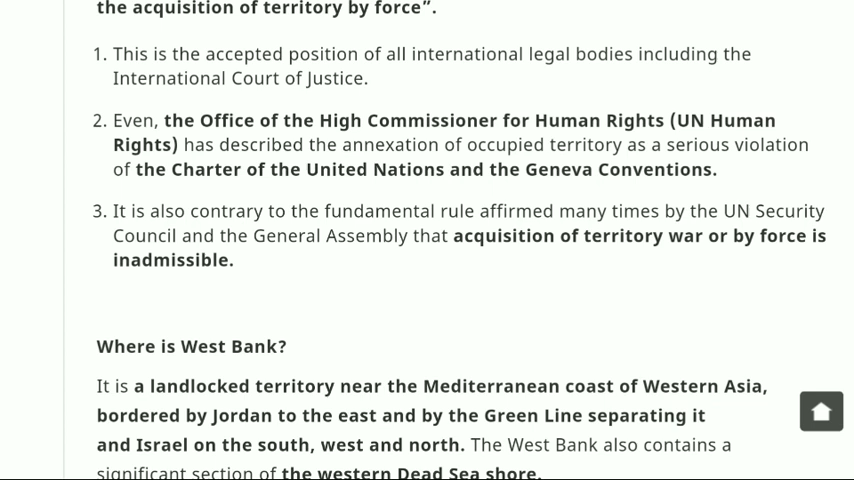 the acquisition of territory by force”.
1. This is the accepted position of all international legal bodies including the
International Court of Justice.
2. Even, the Office of the High Commissioner for Human Rights (UN Human
Rights) has described the annexation of occupied territory as a serious violation
of the Charter of the United Nations and the Geneva Conventions.
3. It is also contrary to the fundamental rule affirmed many times by the UN Security
Council and the General Assembly that acquisition of territory war or by force is
inadmissible.
Where is West Bank?
It is a landlocked territory near the Mediterranean coast of Western Asia,
bordered by Jordan to the east and by the Green Line separating it
and Israel on the south, west and north. The West Bank also contains a
significant section of the western Dead Sea shore.